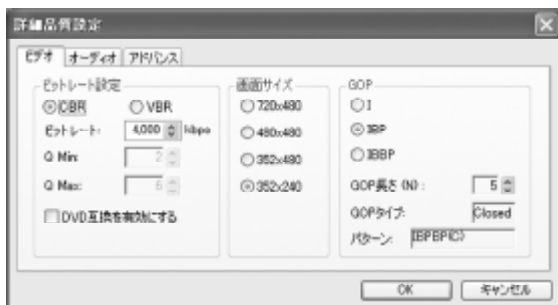 詳細品質設定
ビデオ オーディオ アドバンス
ビットレート設定
CBR VBR
ビットレート: 4,000 kbps
Q Min: 2
Q Max: 6
DVD互換を有効にする
画面サイズ
720x480
480x480
352x480
352x240
GOP
I
IBP
IBBP
GOP長さ (N) : 5
GOPタイプ: Closed
パターン: IBPBP(C)
OK キャンセル